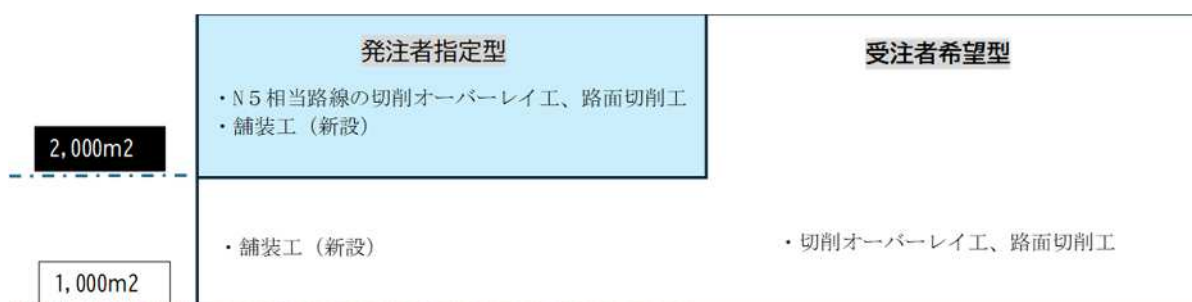 発注者指定型
受注者希望型
・N5相当路線の切削オーバーレイ工、路面切削工
・舗装工（新設）
2,000m2
・舗装工（新設）
・切削オーバーレイ工、路面切削工
1,000m2